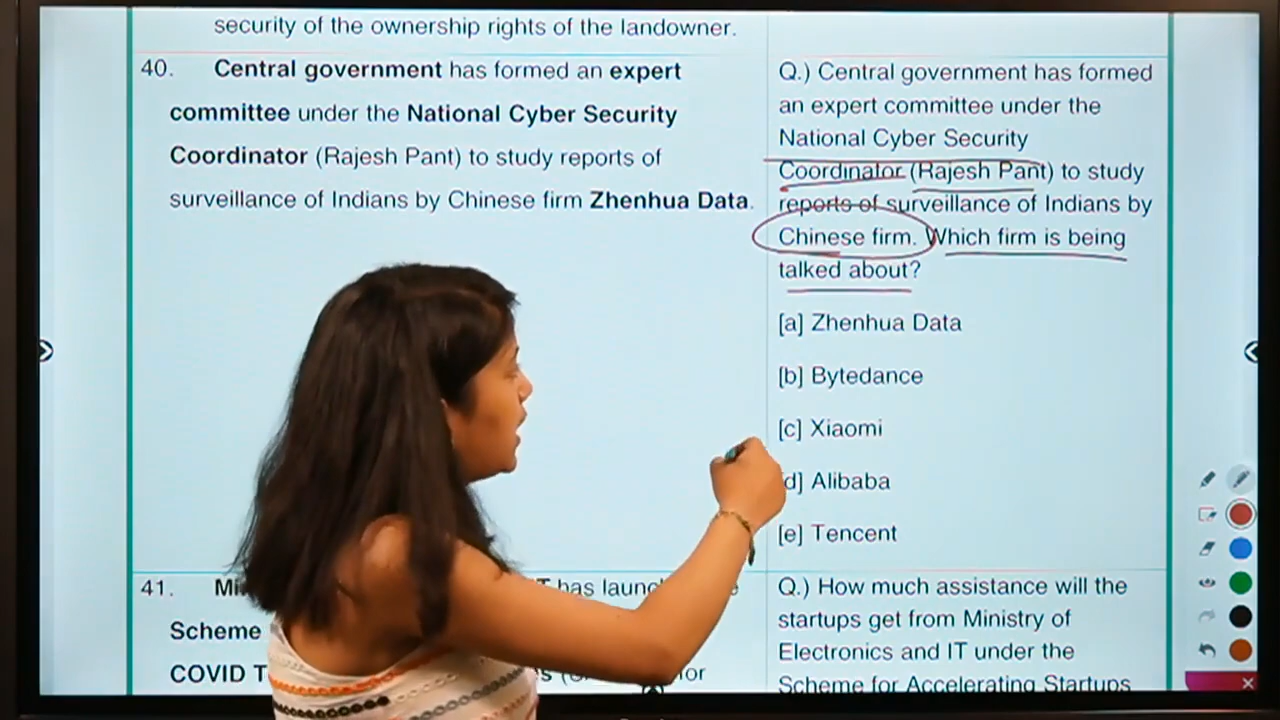 security of the ownership rights of the landowner.
40. Central government has formed an expert
committee under the National Cyber Security
Coordinator (Rajesh Pant) to study reports of
surveillance of Indians by Chinese firm Zhenhua Data.
Q.) Central government has formed
an expert committee under the
National Cyber Security
Coordinator (Rajesh Pant) to study
reports of surveillance of Indians by
Chinese firm. Which firm is being
talked about?
[a] Zhenhua Data
[b] Bytedance
[c] Xiaomi
d] Alibaba
[e] Tencent
41. has
Scheme
COVID T
Q.) How much assistance will the
startups get from Ministry of
Electronics and IT under the
Scheme for Accelerating Startups